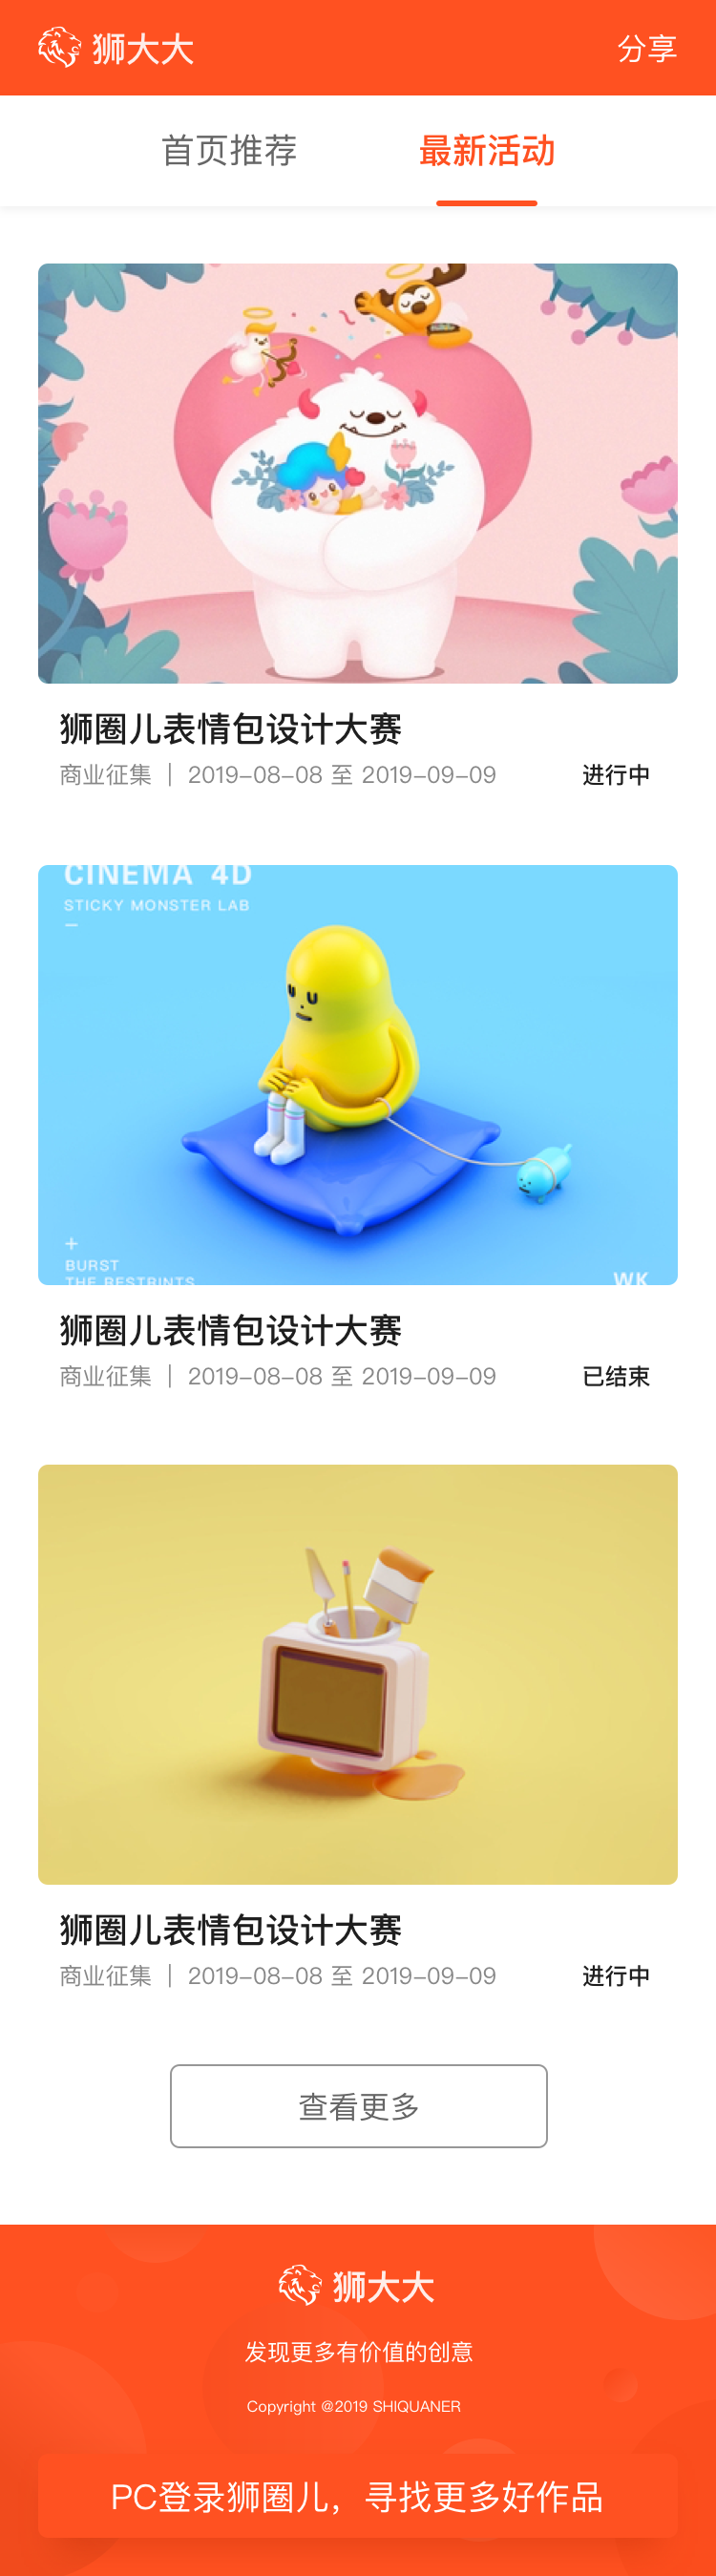 狮大大
分享
首页推荐
最新活动
狮圈儿表情包设计大赛
商业征集 | 2019-08-08 至 2019-09-09
进行中
CINEMA 4D
STICKY MONSTER LAB
BURST
THE RESTRINTS
WK
狮圈儿表情包设计大赛
商业征集 | 2019-08-08 至 2019-09-09
已结束
狮圈儿表情包设计大赛
商业征集 | 2019-08-08 至 2019-09-09
进行中
查看更多
狮大大
发现更多有价值的创意
Copyright @2019 SHIQUANER
PC登录狮圈儿，寻找更多好作品